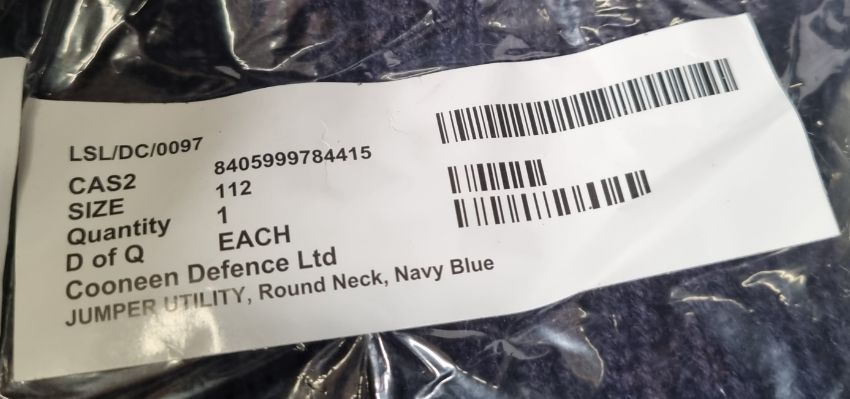 LSL/DC/0097
CAS2 8405999784415
SIZE 112
Quantity 1
D of Q EACH
Cooneen Defence Ltd
JUMPER UTILITY, Round Neck, Navy Blue